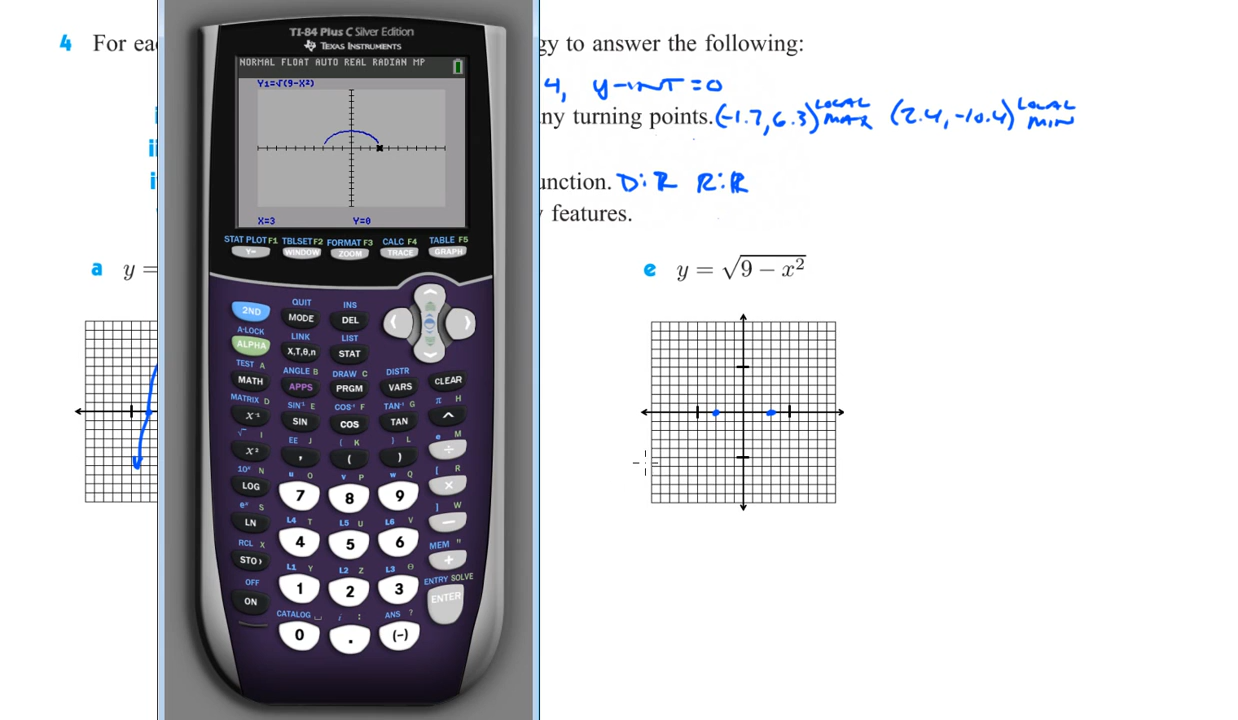 4 For ea
gy to answer the following:
4, y-INT = 0
ny turning points. (-1.7, 6.3) LOCAL MAX (2.4, -10.4) LOCAL MIN
unction. D: ℝ R: ℝ
features.
a y =
e y = √(9 − x²)
TI-84 Plus C Silver Edition
TEXAS INSTRUMENTS
NORMAL FLOAT AUTO REAL RADIAN MP
Y1=√(9-X²)
X=3 Y=0
STAT PLOT F1 TBLSET F2 FORMAT F3 CALC F4 TABLE F5
Y= WINDOW ZOOM TRACE GRAPH
QUIT INS
2ND MODE DEL
A-LOCK LINK LIST
ALPHA X,T,θ,n STAT
TEST A ANGLE B DRAW C DISTR
MATH APPS PRGM VARS CLEAR
MATRIX D SIN⁻¹ E COS⁻¹ F TAN⁻¹ G π H
X⁻¹ SIN COS TAN ^
√ I EE J { K } L e M
X² , ( ) ÷
10ˣ N u O v P w Q [ R
LOG 7 8 9 ×
eˣ S L4 T L5 U L6 V ] W
LN 4 5 6 −
RCL X L1 Y L2 Z L3 θ MEM "
STO› 1 2 3 +
OFF CATALOG ⎵ i : ANS ? ENTRY SOLVE
ON 0 . (-) ENTER